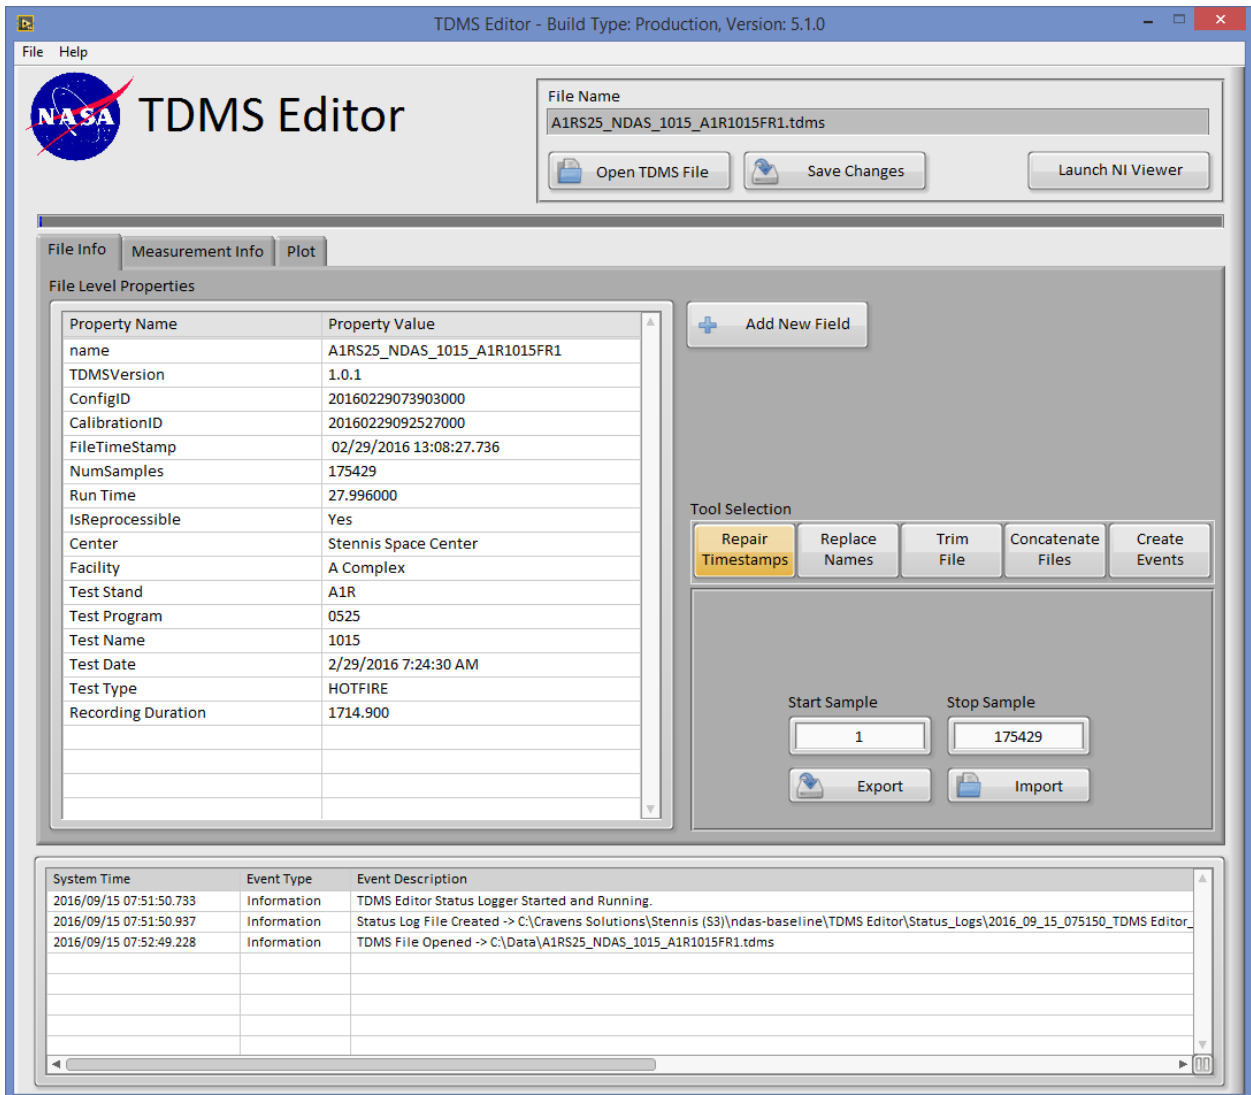 TDMS Editor - Build Type: Production, Version: 5.1.0
File Help
NASA
TDMS Editor
File Name
A1RS25_NDAS_1015_A1R1015FR1.tdms
Open TDMS File Save Changes Launch NI Viewer
File Info Measurement Info Plot
File Level Properties
Property Name Property Value
name A1RS25_NDAS_1015_A1R1015FR1
TDMSVersion 1.0.1
ConfigID 20160229073903000
CalibrationID 20160229092527000
FileTimeStamp 02/29/2016 13:08:27.736
NumSamples 175429
Run Time 27.996000
IsReprocessible Yes
Center Stennis Space Center
Facility A Complex
Test Stand A1R
Test Program 0525
Test Name 1015
Test Date 2/29/2016 7:24:30 AM
Test Type HOTFIRE
Recording Duration 1714.900
Add New Field
Tool Selection
Repair Timestamps
Replace Names
Trim File
Concatenate Files
Create Events
Start Sample Stop Sample
1 175429
Export Import
System Time Event Type Event Description
2016/09/15 07:51:50.733 Information TDMS Editor Status Logger Started and Running.
2016/09/15 07:51:50.937 Information Status Log File Created -> C:\Cravens Solutions\Stennis (S3)\ndas-baseline\TDMS Editor\Status_Logs\2016_09_15_075150_TDMS Editor_
2016/09/15 07:52:49.228 Information TDMS File Opened -> C:\Data\A1RS25_NDAS_1015_A1R1015FR1.tdms